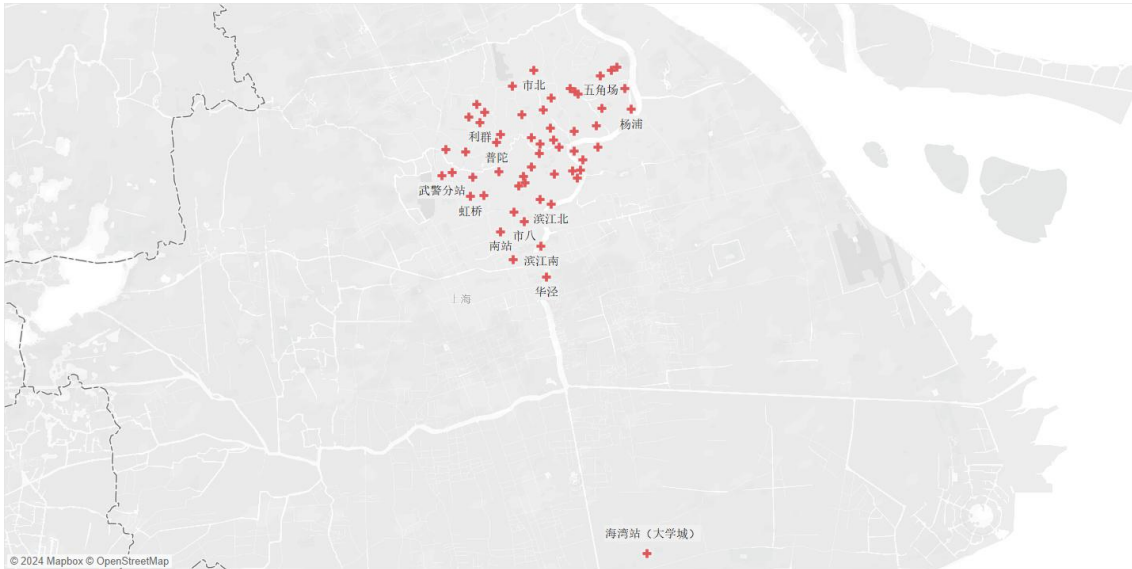 市北
五角场
杨浦
利群
普陀
武警分站
虹桥
滨江北
市八
南站
滨江南
华泾
上海
海湾站（大学城）
© 2024 Mapbox © OpenStreetMap